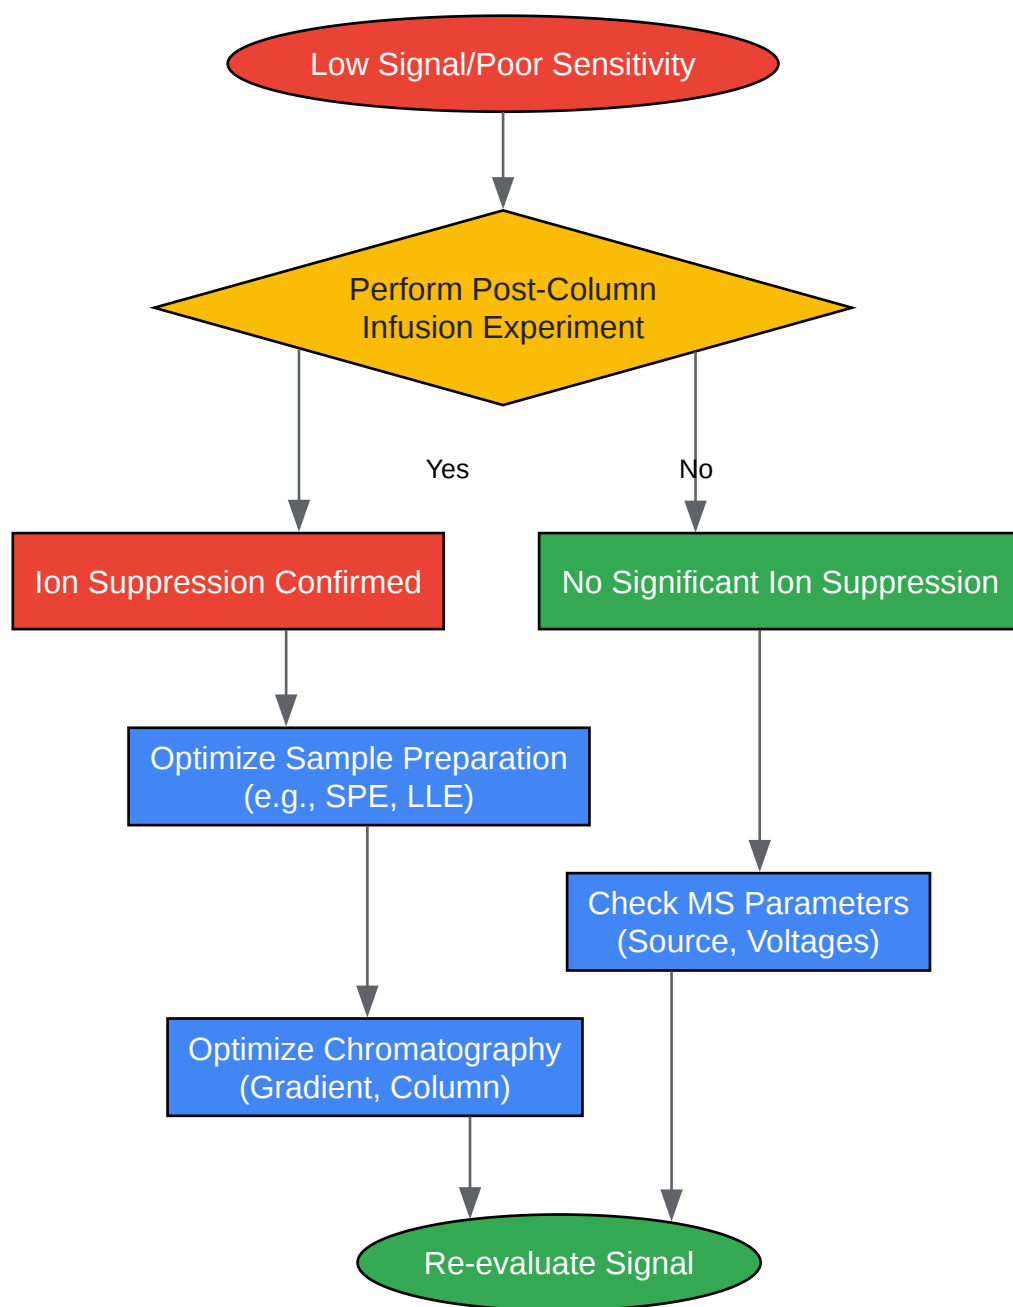 Low Signal/Poor Sensitivity
Perform Post-Column
Infusion Experiment
Yes
No
Ion Suppression Confirmed
No Significant Ion Suppression
Optimize Sample Preparation
(e.g., SPE, LLE)
Check MS Parameters
(Source, Voltages)
Optimize Chromatography
(Gradient, Column)
Re-evaluate Signal